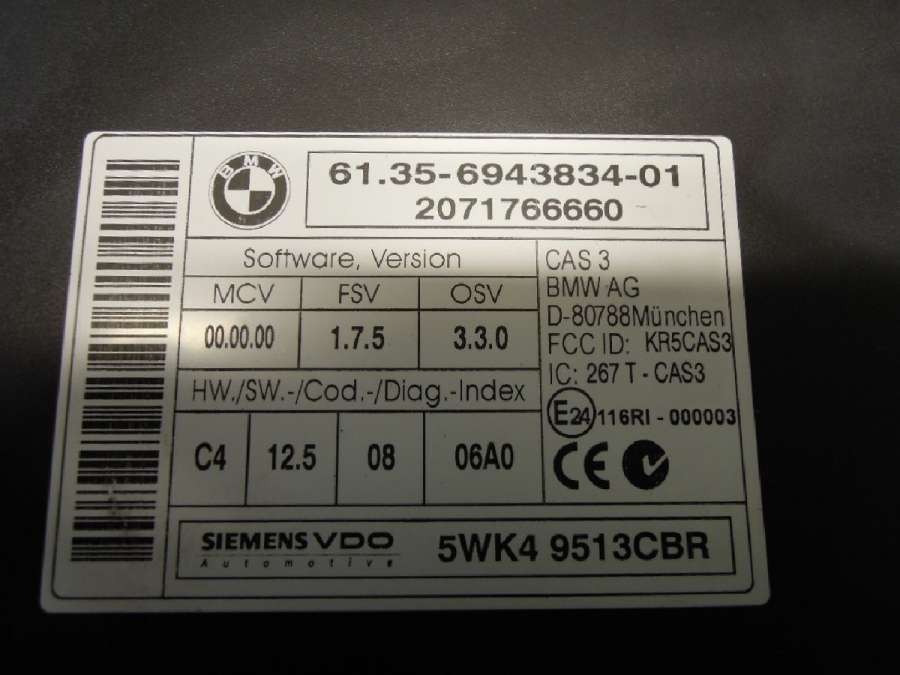 BMW
61.35-6943834-01
2071766660
Software, Version
MCV FSV OSV
00.00.00 1.7.5 3.3.0
HW./SW.-/Cod.-/Diag.-Index
C4 12.5 08 06A0
CAS 3
BMW AG
D-80788München
FCC ID: KR5CAS3
IC: 267 T - CAS3
E24 116RI - 000003
CE
SIEMENS VDO
Automotive
5WK4 9513CBR